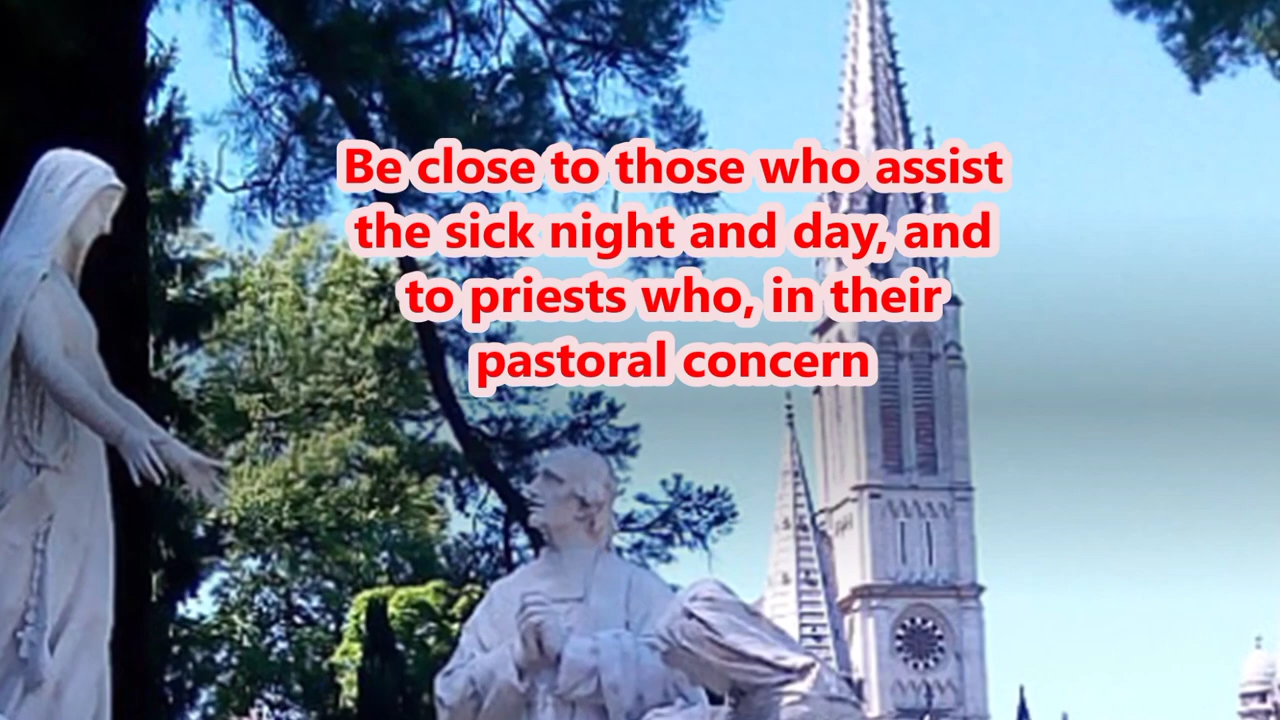 Be close to those who assist
the sick night and day, and
to priests who, in their
pastoral concern